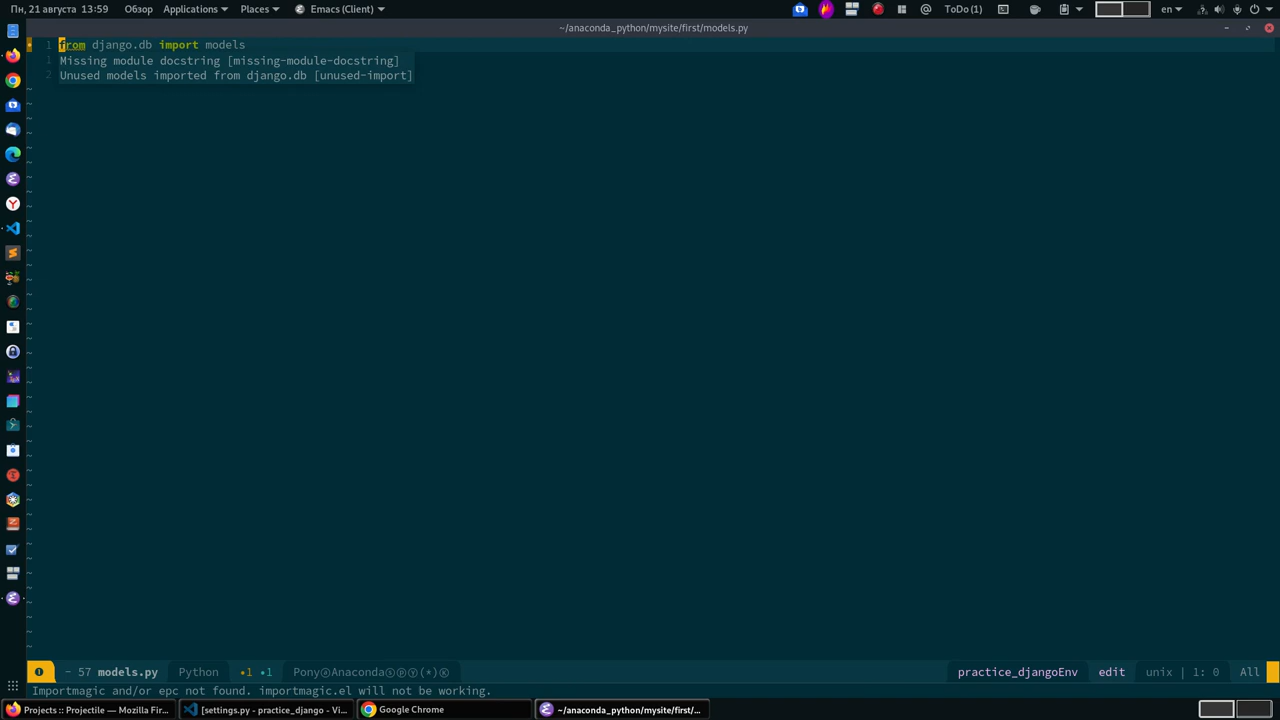 Пн, 21 августа 13:59 Обзор Applications Places Emacs (Client) ToDo (1) en
~/anaconda_python/mysite/first/models.py
1 from django.db import models
1 Missing module docstring [missing-module-docstring]
2 Unused models imported from django.db [unused-import]
- 57 models.py Python •1 •1 PonyⓐAnacondaⓢⓟⓎ(*)Ⓚ practice_djangoEnv edit unix | 1: 0 All
Importmagic and/or epc not found. importmagic.el will not be working.
Projects :: Projectile — Mozilla Fir... [settings.py - practice_django - Vi... Google Chrome ~/anaconda_python/mysite/first/...